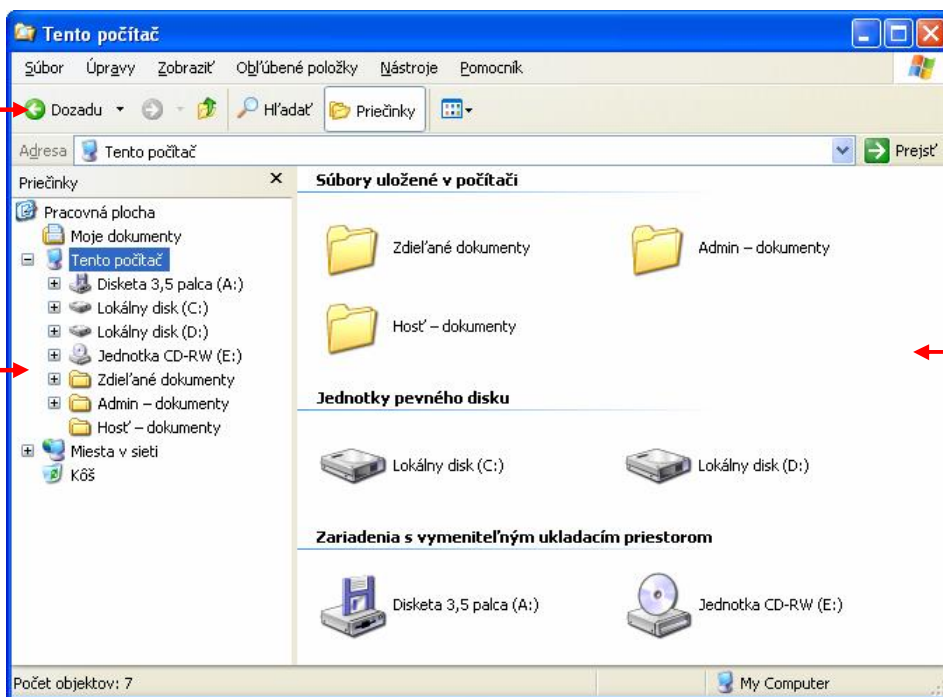 Tento počítač
Súbor Úpravy Zobraziť Obľúbené položky Nástroje Pomocník
Dozadu Hľadať Priečinky
Adresa Tento počítač Prejsť
Priečinky
Pracovná plocha
Moje dokumenty
Tento počítač
Disketa 3,5 palca (A:)
Lokálny disk (C:)
Lokálny disk (D:)
Jednotka CD-RW (E:)
Zdieľané dokumenty
Admin – dokumenty
Hosť – dokumenty
Miesta v sieti
Kôš
Súbory uložené v počítači
Zdieľané dokumenty Admin – dokumenty
Hosť – dokumenty
Jednotky pevného disku
Lokálny disk (C:) Lokálny disk (D:)
Zariadenia s vymeniteľným ukladacím priestorom
Disketa 3,5 palca (A:) Jednotka CD-RW (E:)
Počet objektov: 7 My Computer